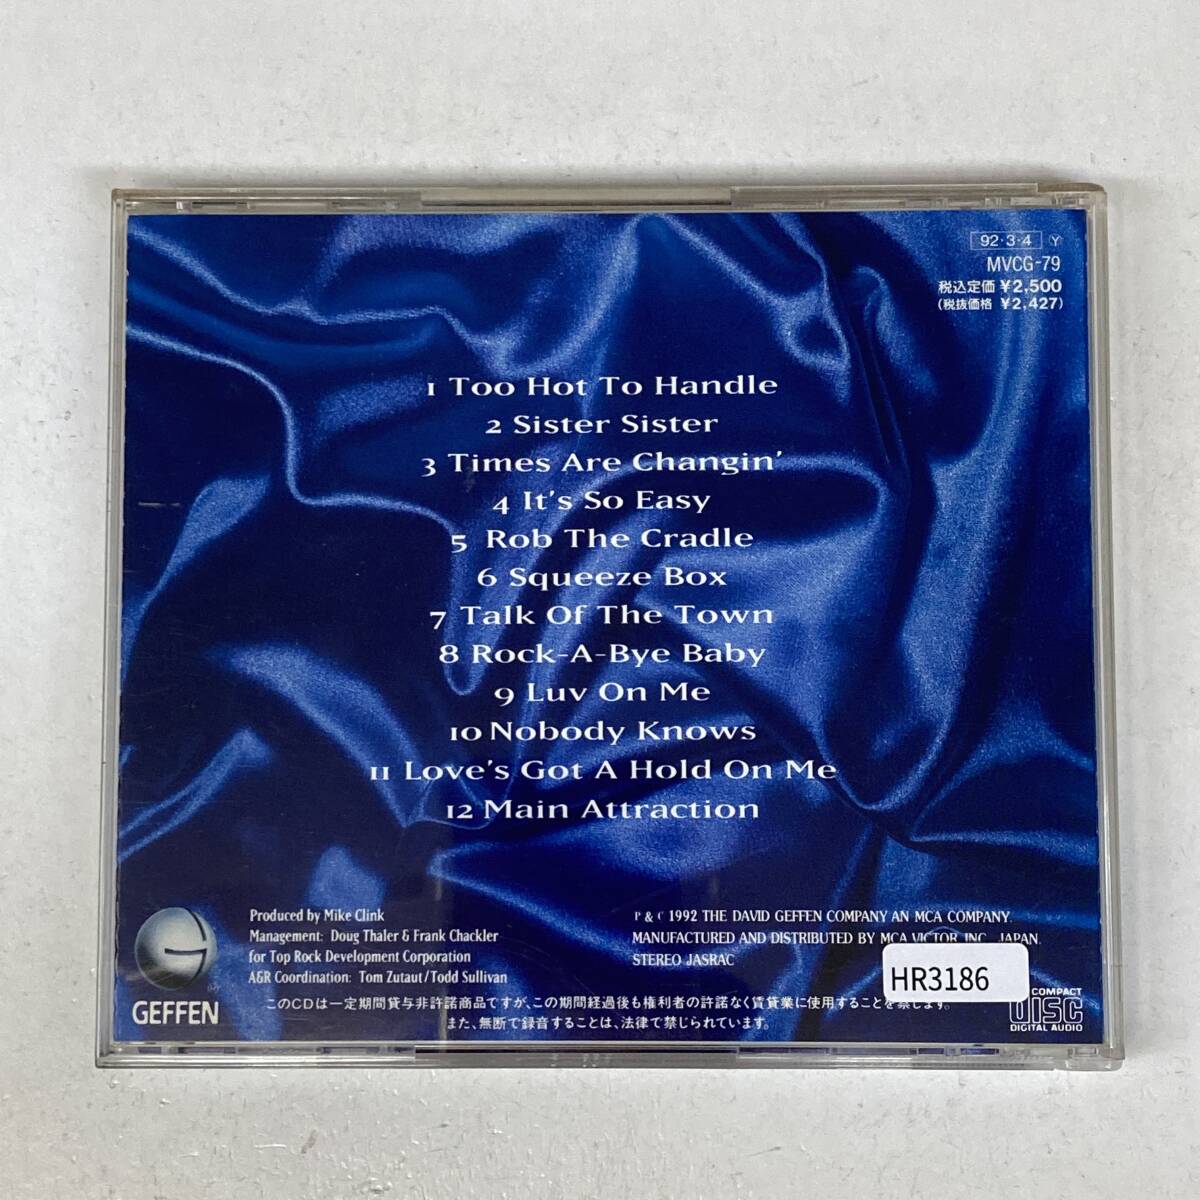 92·3·4 Y
MVCG-79
税込定価 ¥2,500
(税抜価格 ¥2,427)
1 Too Hot To Handle
2 Sister Sister
3 Times Are Changin'
4 It's So Easy
5 Rob The Cradle
6 Squeeze Box
7 Talk Of The Town
8 Rock-A-Bye Baby
9 Luv On Me
10 Nobody Knows
11 Love's Got A Hold On Me
12 Main Attraction
Produced by Mike Clink
Management: Doug Thaler & Frank Chackler
for Top Rock Development Corporation
A&R Coordination: Tom Zutaut/Todd Sullivan
GEFFEN
P & C 1992 THE DAVID GEFFEN COMPANY AN MCA COMPANY.
MANUFACTURED AND DISTRIBUTED BY MCA VICTOR, INC., JAPAN.
STEREO JASRAC
HR3186
このCDは一定期間貸与非許諾商品ですが、この期間経過後も権利者の許諾なく賃貸業に使用することを禁じます。
また、無断で録音することは、法律で禁じられています。
COMPACT
DISC
DIGITAL AUDIO